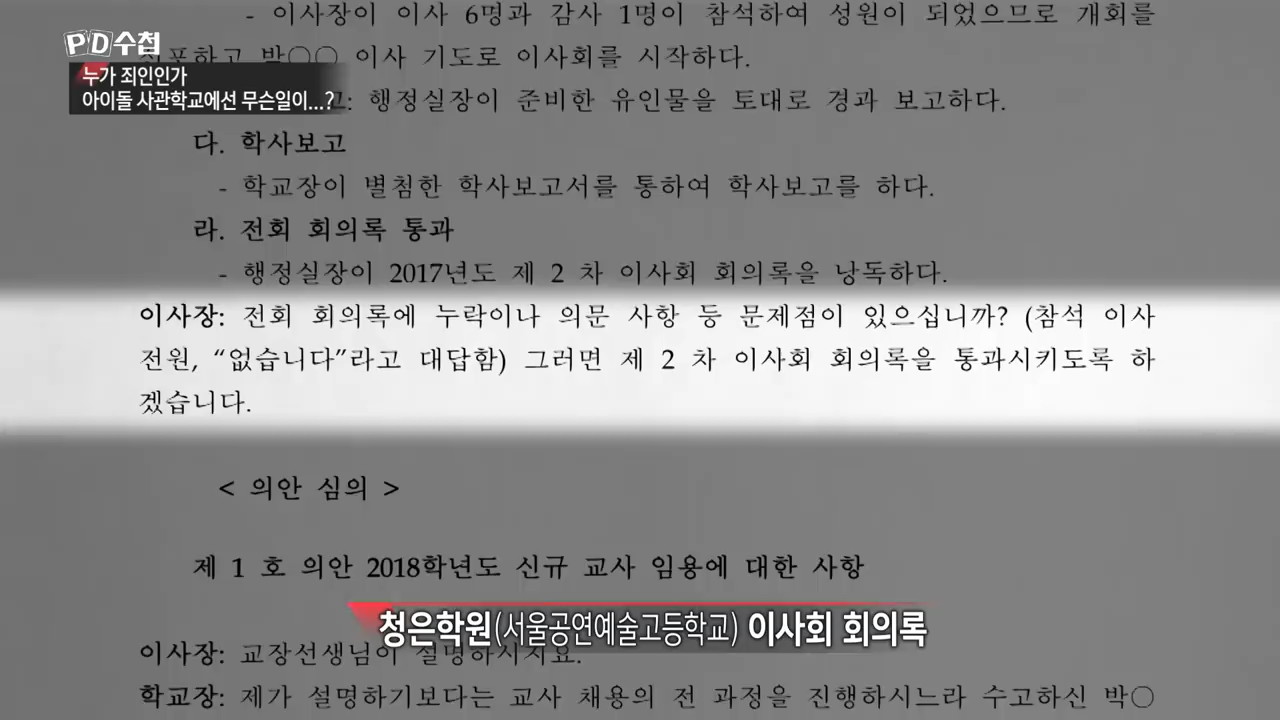 - 이사장이 이사 6명과 감사 1명이 참석하여 성원이 되었으므로 개회를
PD수첩
하고 박○○ 이사 기도로 이사회를 시작하다.
누가 죄인인가
아이돌 사관학교에선 무슨일이...?
: 행정실장이 준비한 유인물을 토대로 경과 보고하다.
다. 학사보고
- 학교장이 별첨한 학사보고서를 통하여 학사보고를 하다.
라. 전회 회의록 통과
- 행정실장이 2017년도 제 2 차 이사회 회의록을 낭독하다.
이사장: 전회 회의록에 누락이나 의문 사항 등 문제점이 있으십니까? (참석 이사
전원, “없습니다”라고 대답함) 그러면 제 2 차 이사회 회의록을 통과시키도록 하
겠습니다.
< 의안 심의 >
제 1 호 의안 2018학년도 신규 교사 임용에 대한 사항
청은학원(서울공연예술고등학교) 이사회 회의록
이사장: 교장선생님이 설명하시지요.
학교장: 제가 설명하기보다는 교사 채용의 전 과정을 진행하시느라 수고하신 박○